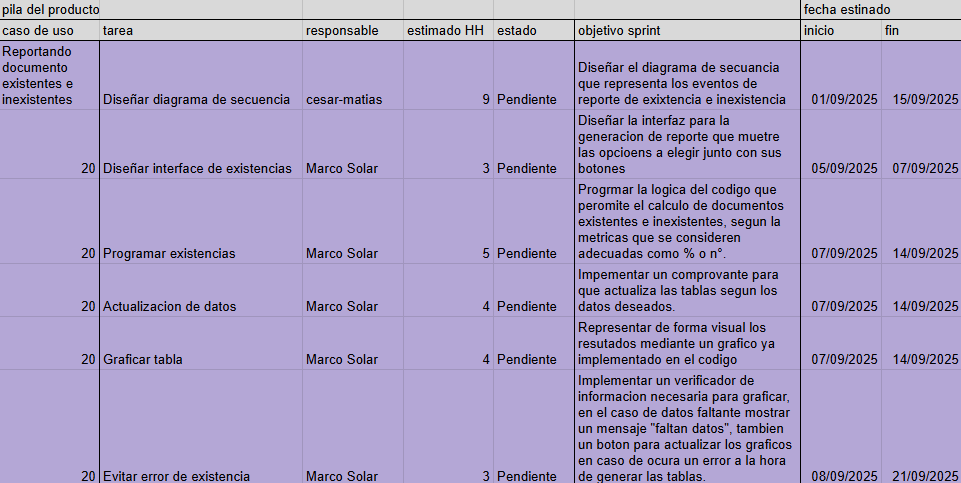 pila del producto fecha estinado
caso de uso tarea responsable estimado HH estado objetivo sprint inicio fin
Reportando
documento
existentes e
inexistentes Diseñar diagrama de secuencia cesar-matias 9 Pendiente
Diseñar el diagrama de secuancia
que representa los eventos de
reporte de exixtencia e inexistencia 01/09/2025 15/09/2025
Diseñar la interfaz para la
generacion de reporte que muetre
las opcioens a elegir junto con sus
botones
20 Diseñar interface de existencias Marco Solar 3 Pendiente 05/09/2025 07/09/2025
Progrmar la logica del codigo que
peromite el calculo de documentos
existentes e inexistentes, segun la
metricas que se consideren
adecuadas como % o n°.
20 Programar existencias Marco Solar 5 Pendiente 07/09/2025 14/09/2025
Impementar un comprovante para
que actualiza las tablas segun los
datos deseados.
20 Actualizacion de datos Marco Solar 4 Pendiente 07/09/2025 14/09/2025
Representar de forma visual los
resutados mediante un grafico ya
implementado en el codigo
20 Graficar tabla Marco Solar 4 Pendiente 07/09/2025 14/09/2025
Implementar un verificador de
informacion necesaria para graficar,
en el caso de datos faltante mostrar
un mensaje "faltan datos", tambien
un boton para actualizar los graficos
en caso de ocura un error a la hora
de generar las tablas.
20 Evitar error de existencia Marco Solar 3 Pendiente 08/09/2025 21/09/2025